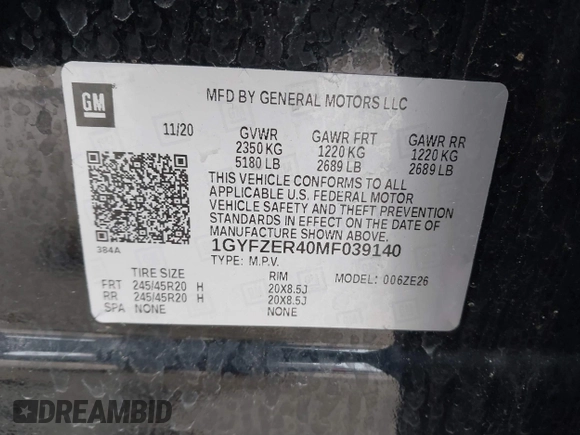 GM
MFD BY GENERAL MOTORS LLC
11/20 GVWR GAWR FRT GAWR RR
2350 KG 1220 KG 1220 KG
5180 LB 2689 LB 2689 LB
THIS VEHICLE CONFORMS TO ALL
APPLICABLE U.S. FEDERAL MOTOR
VEHICLE SAFETY AND THEFT PREVENTION
STANDARDS IN EFFECT ON THE DATE OF
MANUFACTURE SHOWN ABOVE.
384A
1GYFZER40MF039140
TYPE: M.P.V.
TIRE SIZE RIM MODEL: 006ZE26
FRT 245/45R20 H 20X8.5J
RR 245/45R20 H 20X8.5J
SPA NONE NONE
DREAMBID